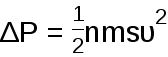 ΔP = ½nmsυ²